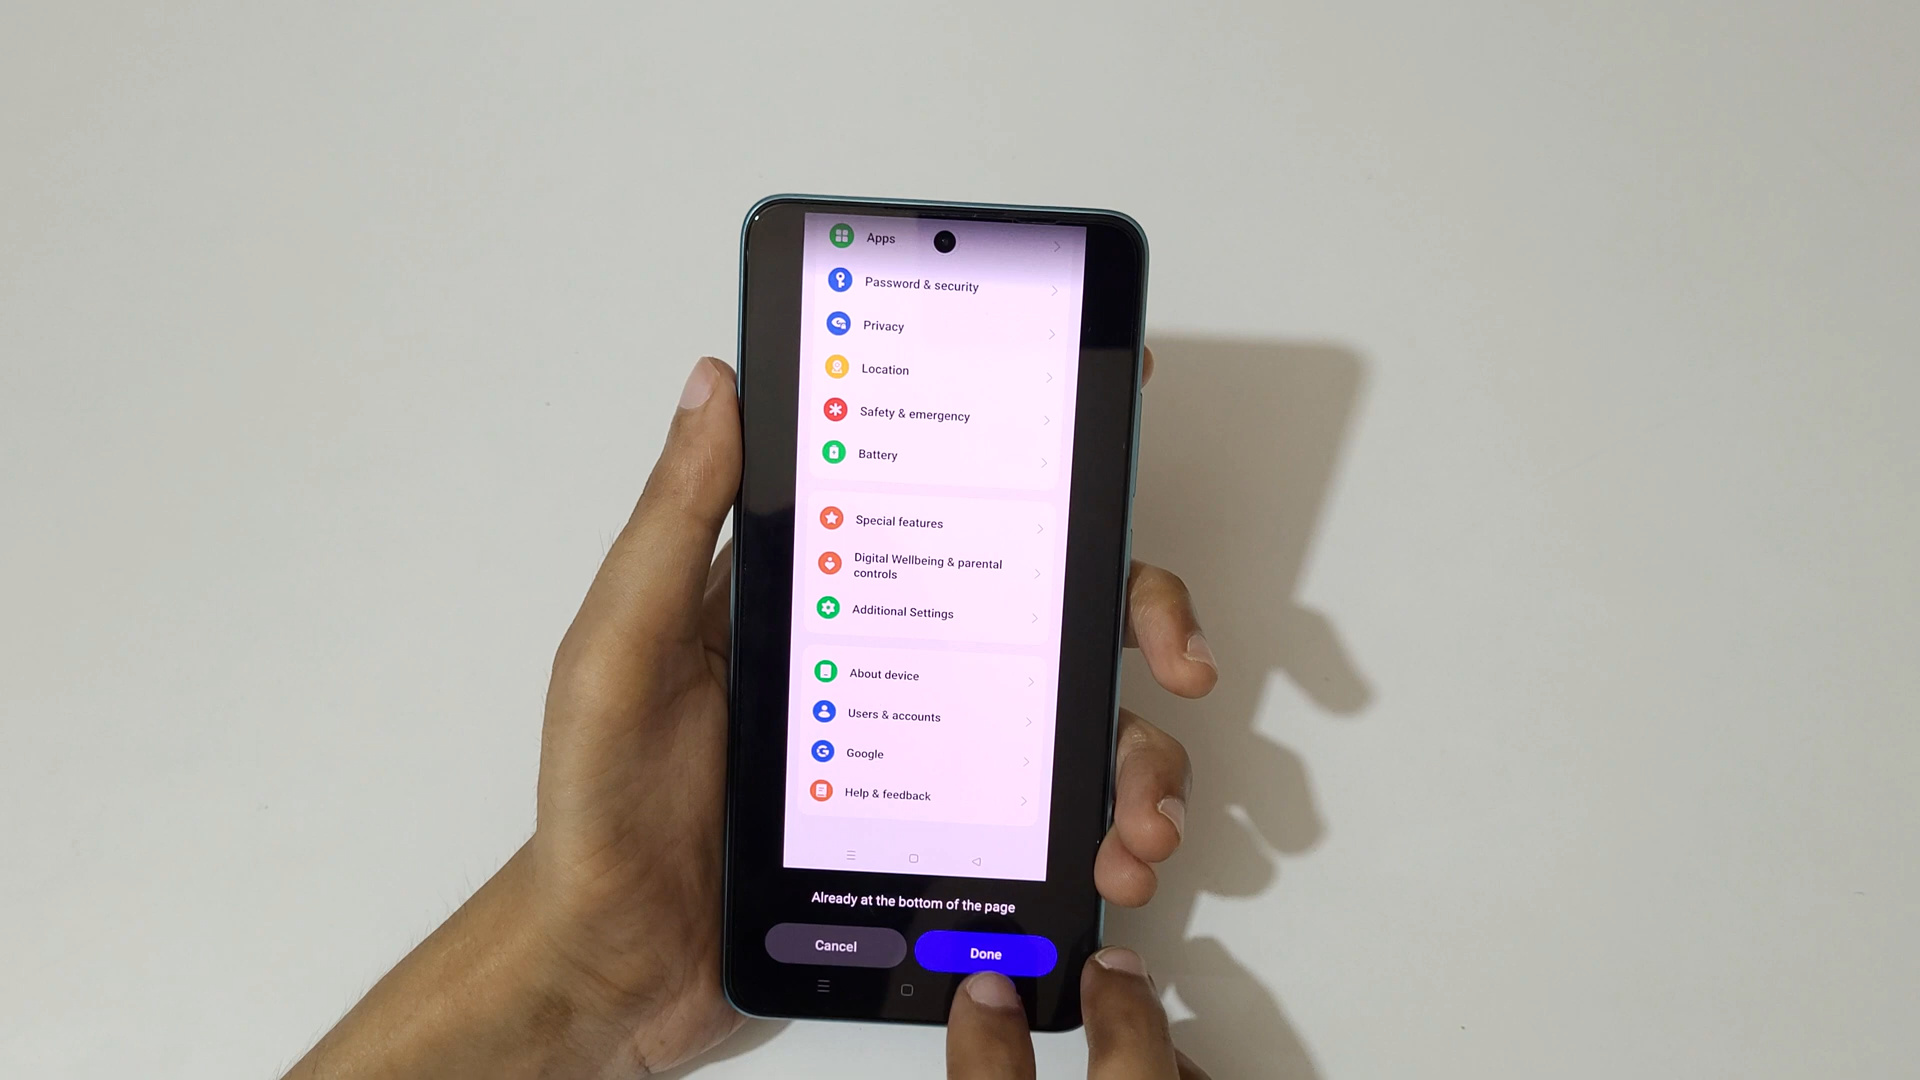 Apps
Password & security
Privacy
Location
Safety & emergency
Battery
Special features
Digital Wellbeing & parental
controls
Additional Settings
About device
Users & accounts
Google
Help & feedback
Already at the bottom of the page
Cancel
Done